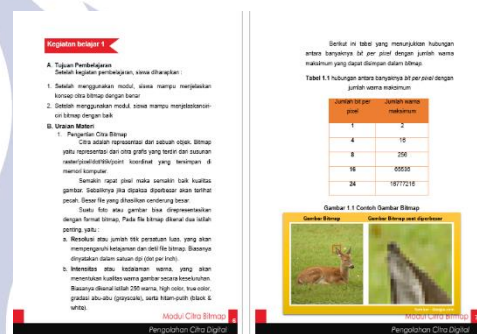 Kegiatan belajar 1
A. Tujuan Pembelajaran
Setelah kegiatan pembelajaran, siswa diharapkan :
1. Setelah menggunakan modul, siswa mampu menjelaskan
konsep citra bitmap dengan benar
2. Setelah menggunakan modul, siswa mampu menjelaskanciri-
ciri bitmap dengan baik
B. Uraian Materi
1. Pengertian Citra Bitmap
Citra adalah representasi dari sebuah objek. Bitmap
yaitu representasi dari citra grafis yang terdiri dari susunan
raster/pixel/dot/titik/point koordinat yang tersimpan di
memori komputer.
Semakin rapat pixel maka semakin baik kualitas
gambar. Sebaliknya jika dipaksa diperbesar akan terlihat
pecah. Besar file yang dihasilkan cenderung besar.
Suatu foto atau gambar bisa direpresentasikan
dengan format bitmap, Pada file bitmap dikenal dua istilah
penting, yaitu :
a. Resolusi atau jumlah titik persatuan luas, yang akan
mempengaruhi ketajaman dan detil file bitmap. Biasanya
dinyatakan dalam satuan dpi (dot per inch).
b. Intensitas atau kedalaman warna, yang akan
menentukan kualitas warna gambar secara keseluruhan.
Biasanya dikenal istilah 256 warna, high color, true color,
gradasi abu-abu (grayscale), serta hitam-putih (black &
white).
Modul Citra Bitmap
Pengolahan Citra Digital
Berikut ini tabel yang menunjukkan hubungan
antara banyaknya bit per pixel dengan jumlah warna
maksimum yang dapat disimpan dalam bitmap.
Tabel 1.1 hubungan antara banyaknya bit per pixel dengan
jumlah warna maksimum
Jumlah bit per pixel Jumlah warna maksimum
1 2
4 16
8 256
16 65536
24 16777216
Gambar 1.1 Contoh Gambar Bitmap
Gambar Bitmap Gambar Bitmap saat diperbesar
Modul Citra Bitmap
Pengolahan Citra Digital